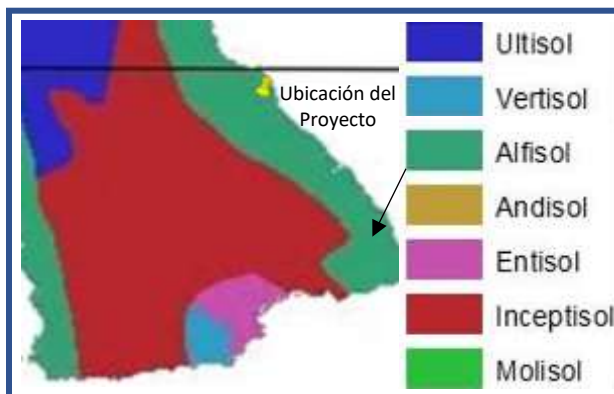 Ubicación del
Proyecto
Ultisol
Vertisol
Alfisol
Andisol
Entisol
Inceptisol
Molisol